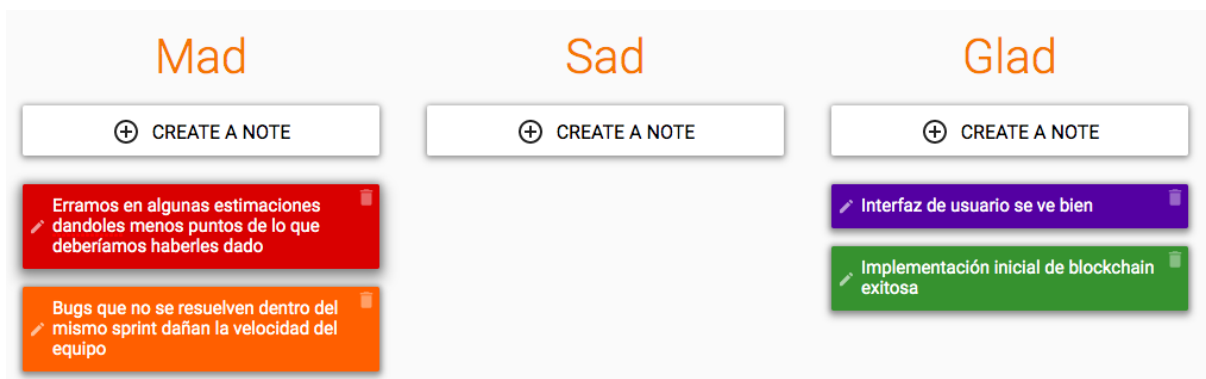 Mad
Sad
Glad
CREATE A NOTE
CREATE A NOTE
CREATE A NOTE
Erramos en algunas estimaciones
dandoles menos puntos de lo que
deberíamos haberles dado
Bugs que no se resuelven dentro del
mismo sprint dañan la velocidad del
equipo
Interfaz de usuario se ve bien
Implementación inicial de blockchain
exitosa